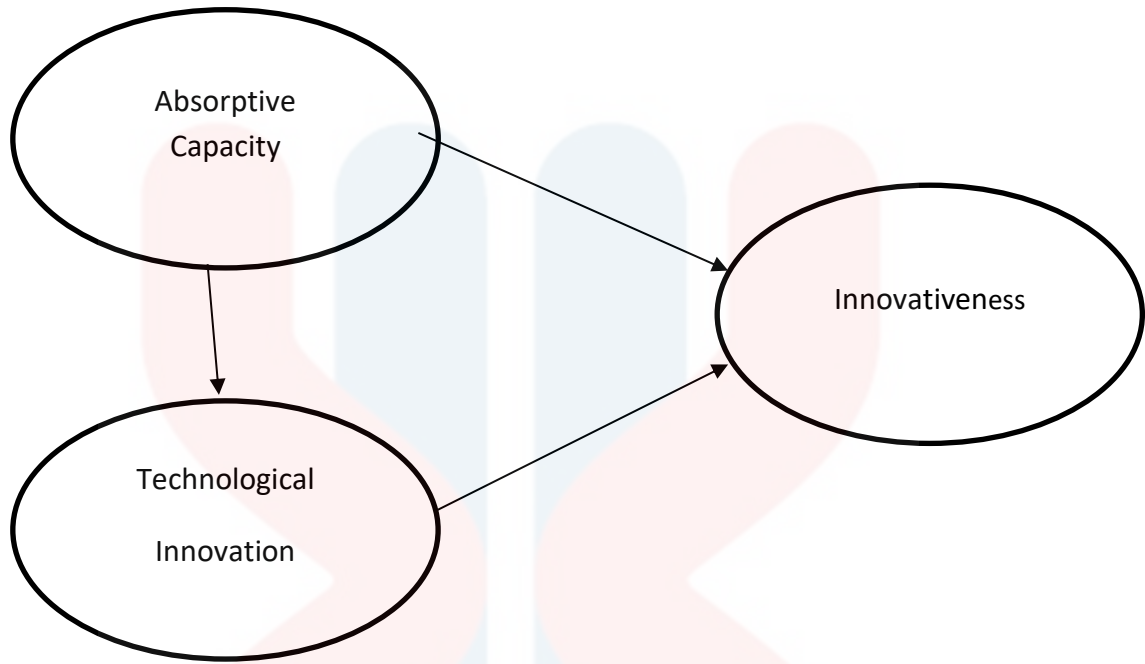 Absorptive
Capacity
Innovativeness
Technological
Innovation